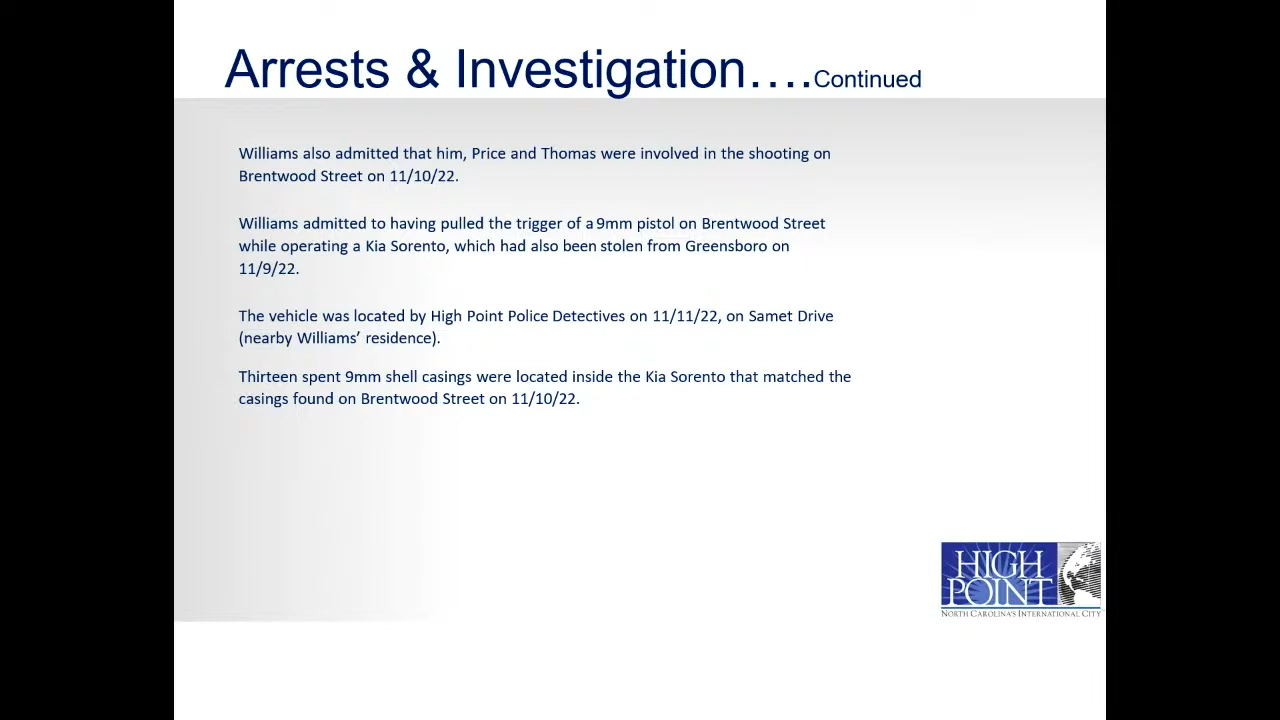 Arrests & Investigation….Continued
Williams also admitted that him, Price and Thomas were involved in the shooting on
Brentwood Street on 11/10/22.
Williams admitted to having pulled the trigger of a 9mm pistol on Brentwood Street
while operating a Kia Sorento, which had also been stolen from Greensboro on
11/9/22.
The vehicle was located by High Point Police Detectives on 11/11/22, on Samet Drive
(nearby Williams’ residence).
Thirteen spent 9mm shell casings were located inside the Kia Sorento that matched the
casings found on Brentwood Street on 11/10/22.
HIGH
POINT
NORTH CAROLINA'S INTERNATIONAL CITY